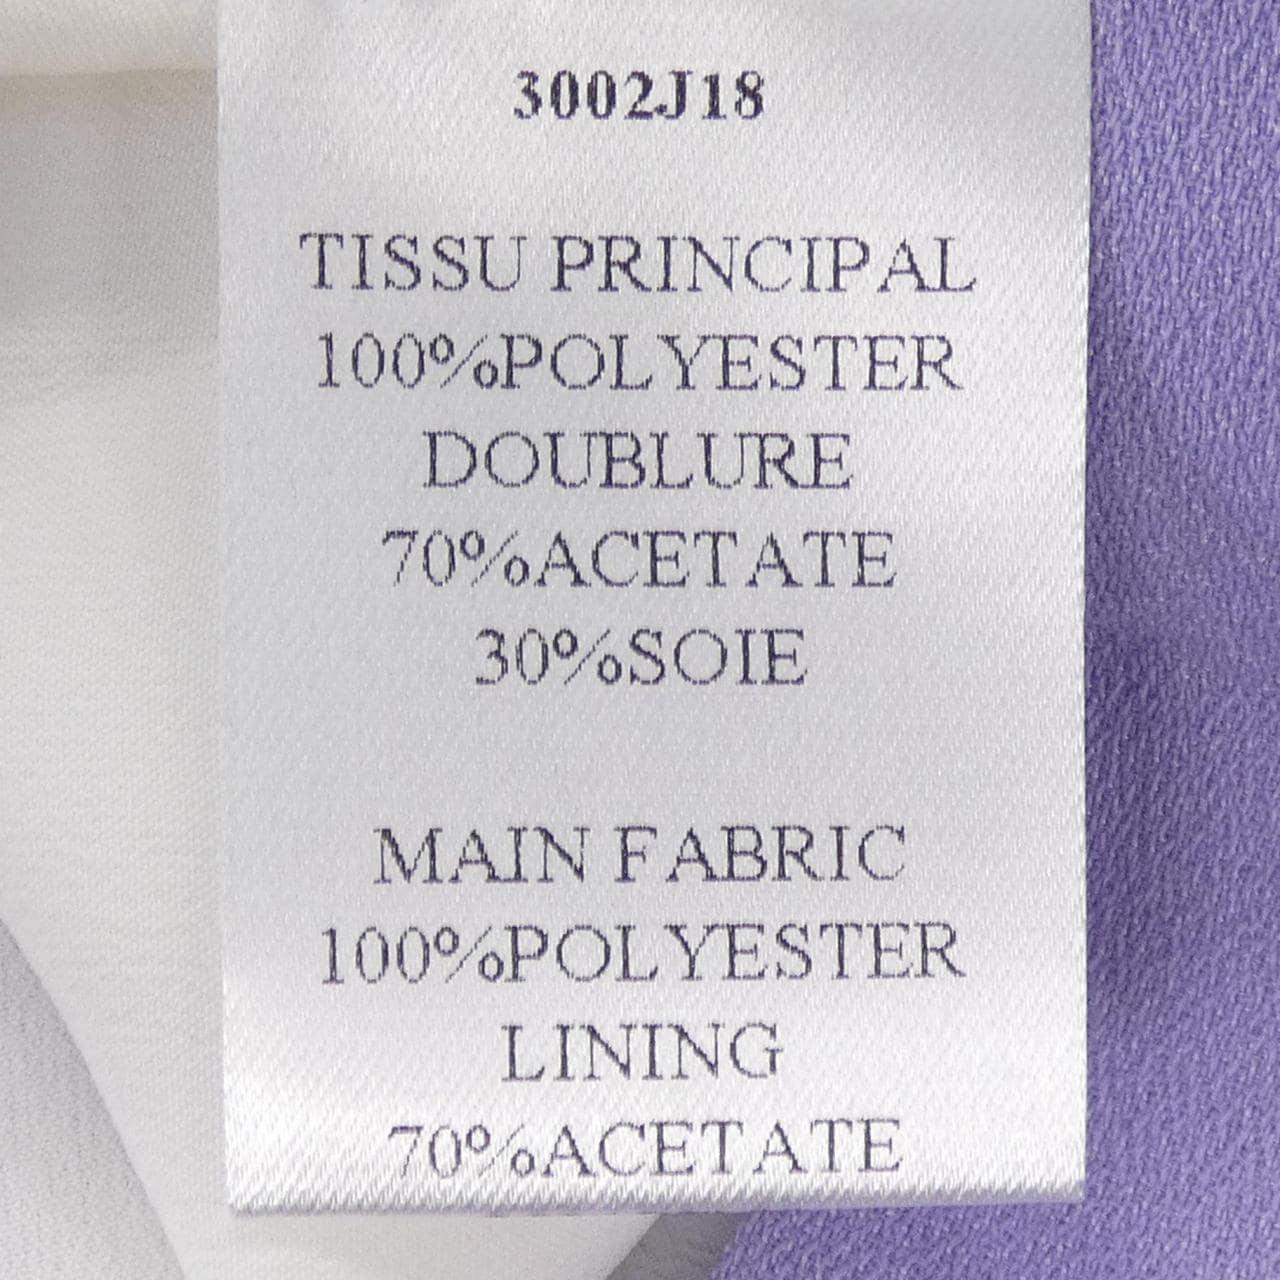 3002J18
TISSU PRINCIPAL
100%POLYESTER
DOUBLURE
70%ACETATE
30%SOIE
MAIN FABRIC
100%POLYESTER
LINING
70%ACETATE